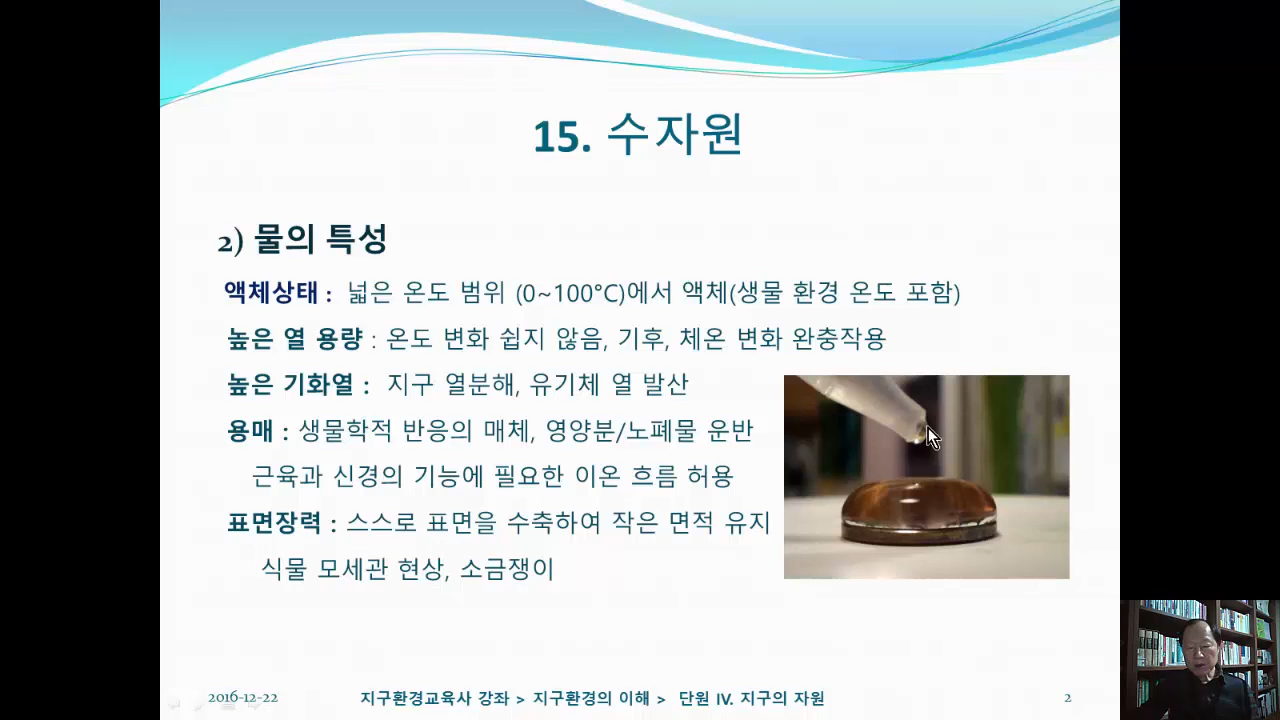 15. 수자원
2) 물의 특성
액체상태 : 넓은 온도 범위 (0~100°C)에서 액체(생물 환경 온도 포함)
높은 열 용량 : 온도 변화 쉽지 않음, 기후, 체온 변화 완충작용
높은 기화열 : 지구 열분해, 유기체 열 발산
용매 : 생물학적 반응의 매체, 영양분/노폐물 운반
근육과 신경의 기능에 필요한 이온 흐름 허용
표면장력 : 스스로 표면을 수축하여 작은 면적 유지
식물 모세관 현상, 소금쟁이
2016-12-22
지구환경교육사 강좌 > 지구환경의 이해 > 단원 IV. 지구의 자원
2